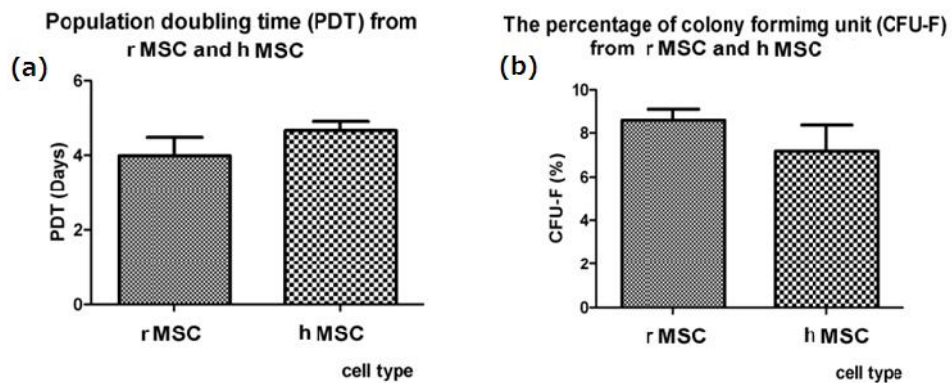 Population doubling time (PDT) from
r MSC and h MSC
(a)
6
4
2
0
PDT (Days)
r MSC
h MSC
cell type
The percentage of colony formimg unit (CFU-F)
from r MSC and h MSC
(b)
10
8
6
4
2
0
CFU-F (%)
r MSC
h MSC
cell type